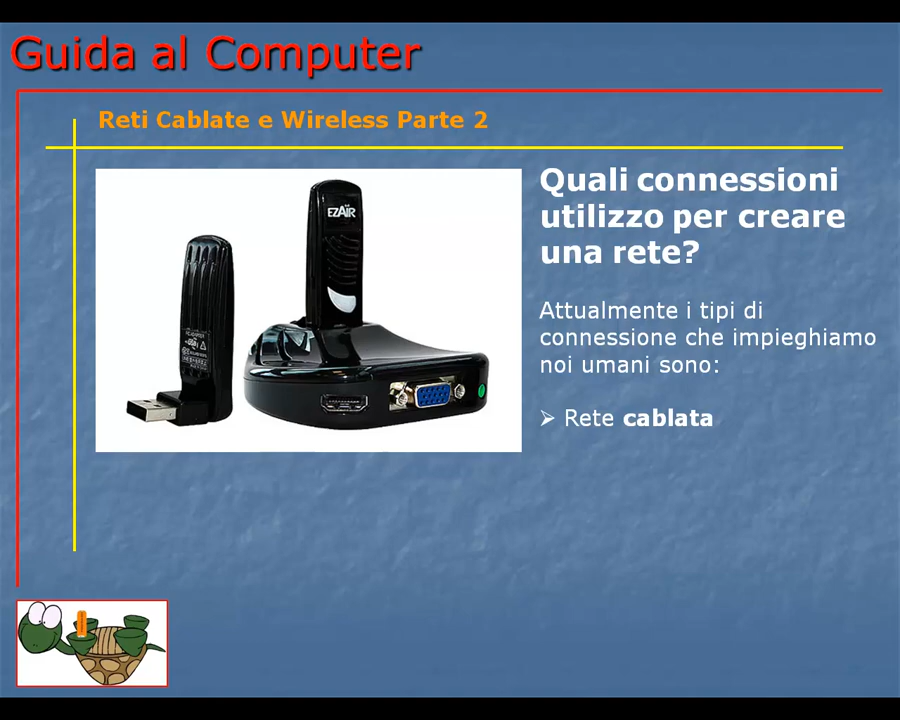 Guida al Computer
Reti Cablate e Wireless Parte 2
EZAIR
Quali connessioni
utilizzo per creare
una rete?
Attualmente i tipi di
connessione che impieghiamo
noi umani sono:
Rete cablata